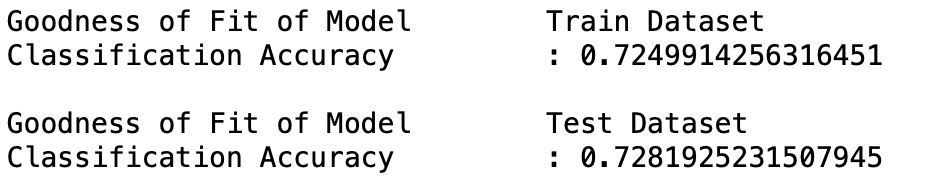 Goodness of Fit of Model Train Dataset
Classification Accuracy : 0.7249914256316451
Goodness of Fit of Model Test Dataset
Classification Accuracy : 0.7281925231507945